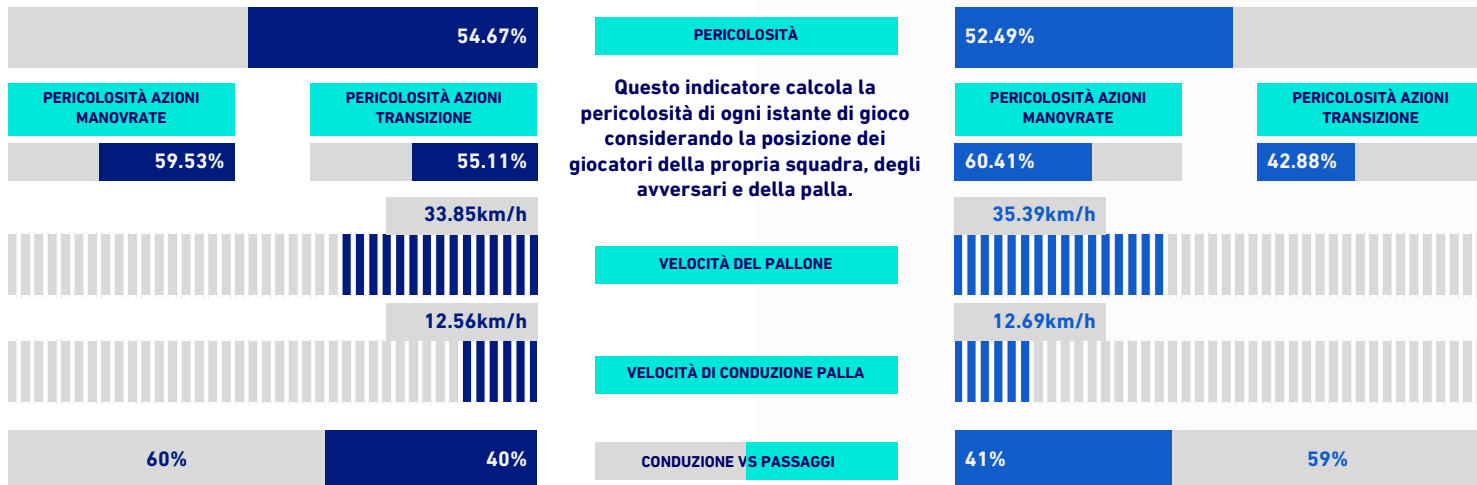 54.67%
PERICOLOSITÀ
52.49%
PERICOLOSITÀ AZIONI
MANOVRATE
PERICOLOSITÀ AZIONI
TRANSIZIONE
59.53%
55.11%
Questo indicatore calcola la
pericolosità di ogni istante di gioco
considerando la posizione dei
giocatori della propria squadra, degli
avversari e della palla.
PERICOLOSITÀ AZIONI
MANOVRATE
PERICOLOSITÀ AZIONI
TRANSIZIONE
60.41%
42.88%
33.85km/h
VELOCITÀ DEL PALLONE
35.39km/h
12.56km/h
VELOCITÀ DI CONDUZIONE PALLA
12.69km/h
60%
40%
CONDUZIONE VS PASSAGGI
41%
59%